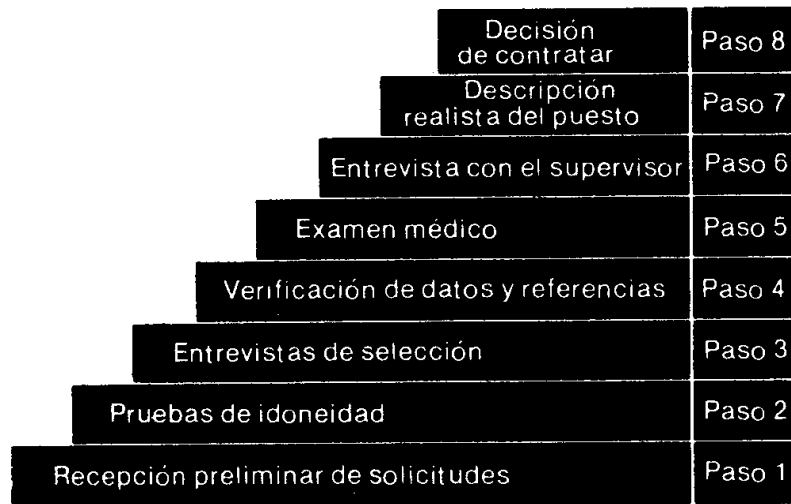 Decisión
de contratar
Paso 8
Descripción
realista del puesto
Paso 7
Entrevista con el supervisor
Paso 6
Examen médico
Paso 5
Verificación de datos y referencias
Paso 4
Entrevistas de selección
Paso 3
Pruebas de idoneidad
Paso 2
Recepción preliminar de solicitudes
Paso 1